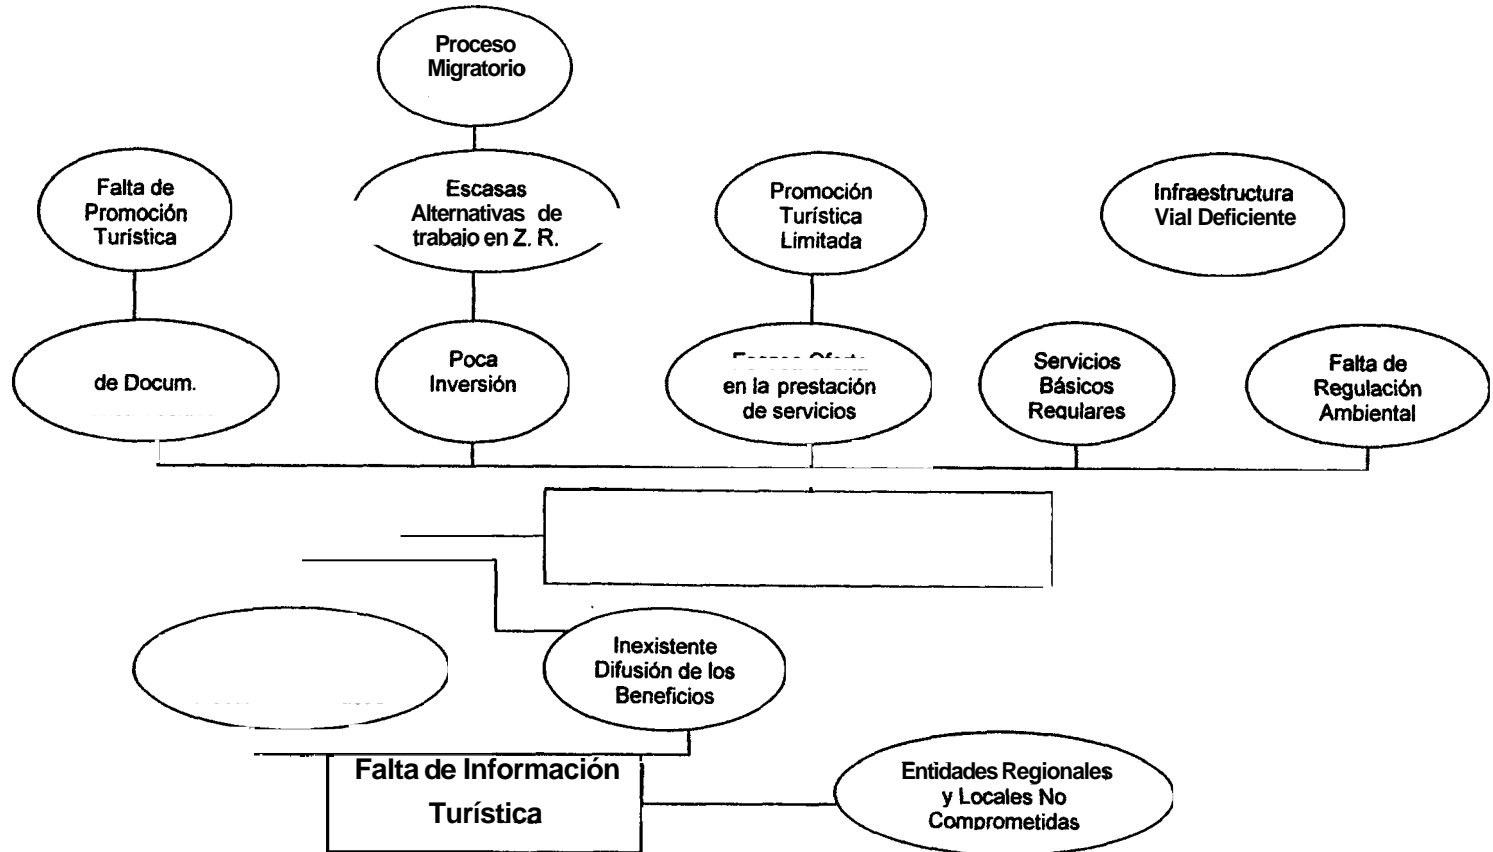 Proceso
Migratorio
Falta de
Promoción
Turística
Escasas
Alternativas de
trabajo en Z. R.
Promoción
Turística
Limitada
Infraestructura
Vial Deficiente
de Docum.
Poca
Inversión
en la prestación
de servicios
Servicios
Básicos
Regulares
Falta de
Regulación
Ambiental
Inexistente
Difusión de los
Beneficios
Falta de Información
Turística
Entidades Regionales
y Locales No
Comprometidas